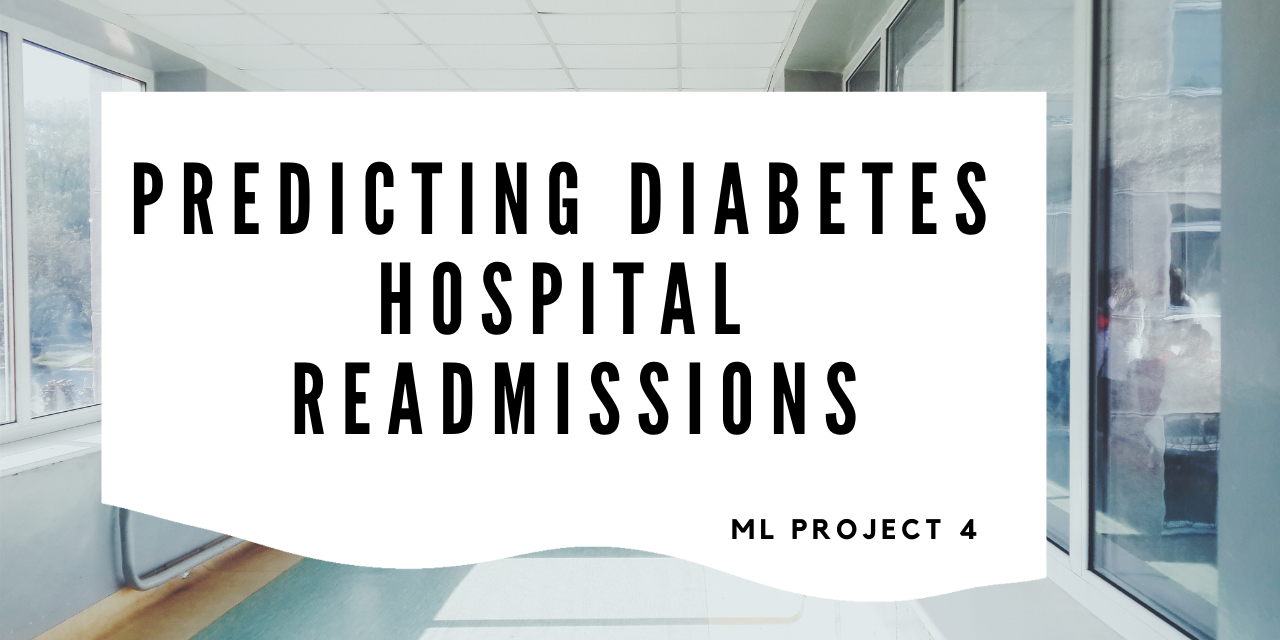 PREDICTING DIABETES
HOSPITAL
READMISSIONS
ML PROJECT 4